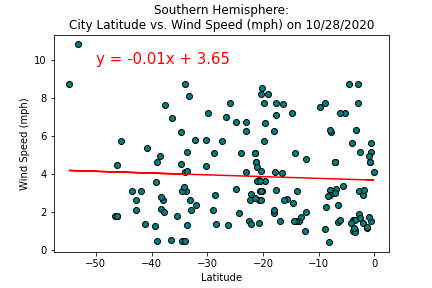 Southern Hemisphere:
City Latitude vs. Wind Speed (mph) on 10/28/2020
y = -0.01x + 3.65
10
8
6
4
2
0
Wind Speed (mph)
−50
−40
−30
−20
−10
0
Latitude